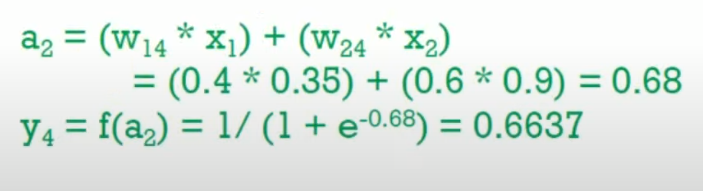 a₂ = (w₁₄ * x₁) + (w₂₄ * x₂)
= (0.4 * 0.35) + (0.6 * 0.9) = 0.68
y₄ = f(a₂) = 1/ (1 + e⁻⁰·⁶⁸) = 0.6637